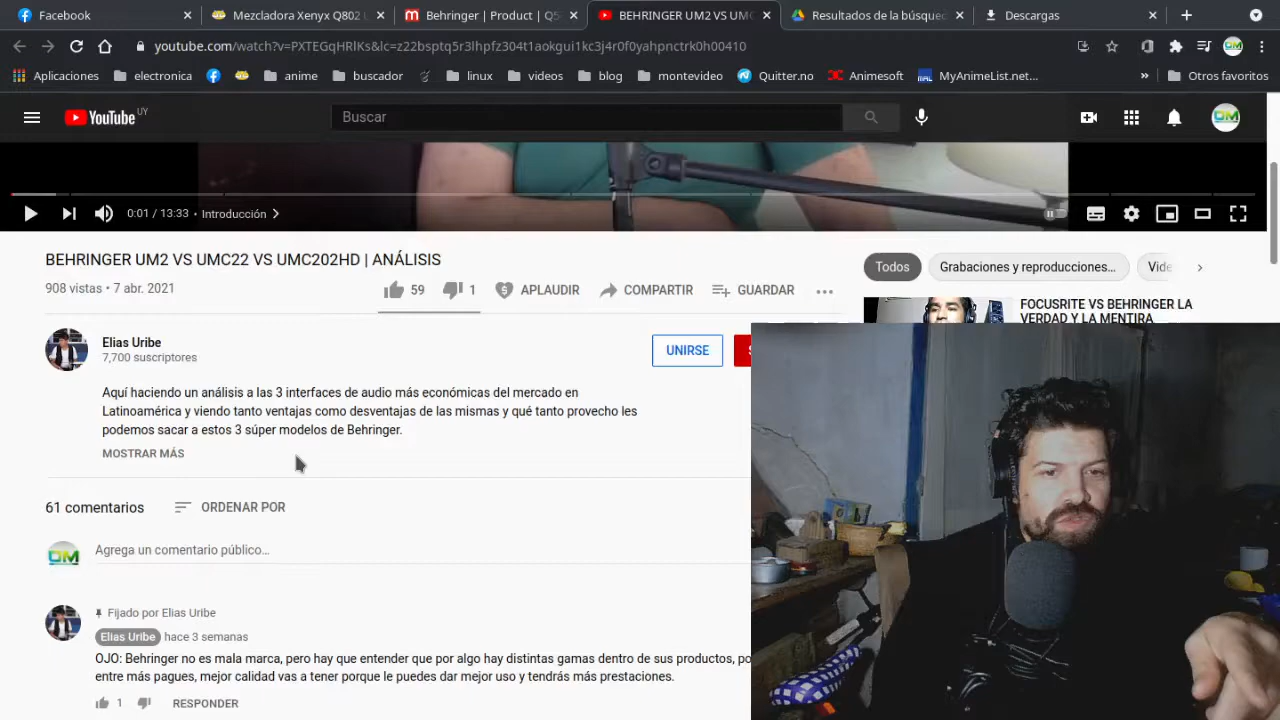 Facebook
Mezcladora Xenyx Q802 U
Behringer | Product | Q5
BEHRINGER UM2 VS UMC
Resultados de la búsqued
Descargas
youtube.com/watch?v=PXTEGqHRlKs&lc=z22bsptq5r3lhpfz304t1aokgui1kc3j4r0f0yahpnctrk0h00410
Aplicaciones
electronica
anime
buscador
linux
videos
blog
montevideo
Quitter.no
Animesoft
MAL
MyAnimeList.net...
»
Otros favoritos
YouTube UY
Buscar
OM
0:01 / 13:33 • Introducción
BEHRINGER UM2 VS UMC22 VS UMC202HD | ANÁLISIS
908 vistas • 7 abr. 2021
59
1
APLAUDIR
COMPARTIR
GUARDAR
Elias Uribe
7,700 suscriptores
UNIRSE
S
Aquí haciendo un análisis a las 3 interfaces de audio más económicas del mercado en
Latinoamérica y viendo tanto ventajas como desventajas de las mismas y qué tanto provecho les
podemos sacar a estos 3 súper modelos de Behringer.
MOSTRAR MÁS
61 comentarios
ORDENAR POR
OM
Agrega un comentario público...
Fijado por Elias Uribe
Elias Uribe hace 3 semanas
OJO: Behringer no es mala marca, pero hay que entender que por algo hay distintas gamas dentro de sus productos, po
entre más pagues, mejor calidad vas a tener porque le puedes dar mejor uso y tendrás más prestaciones.
1
RESPONDER
Todos
Grabaciones y reproducciones...
Vide
FOCUSRITE VS BEHRINGER LA
VERDAD Y LA MENTIRA